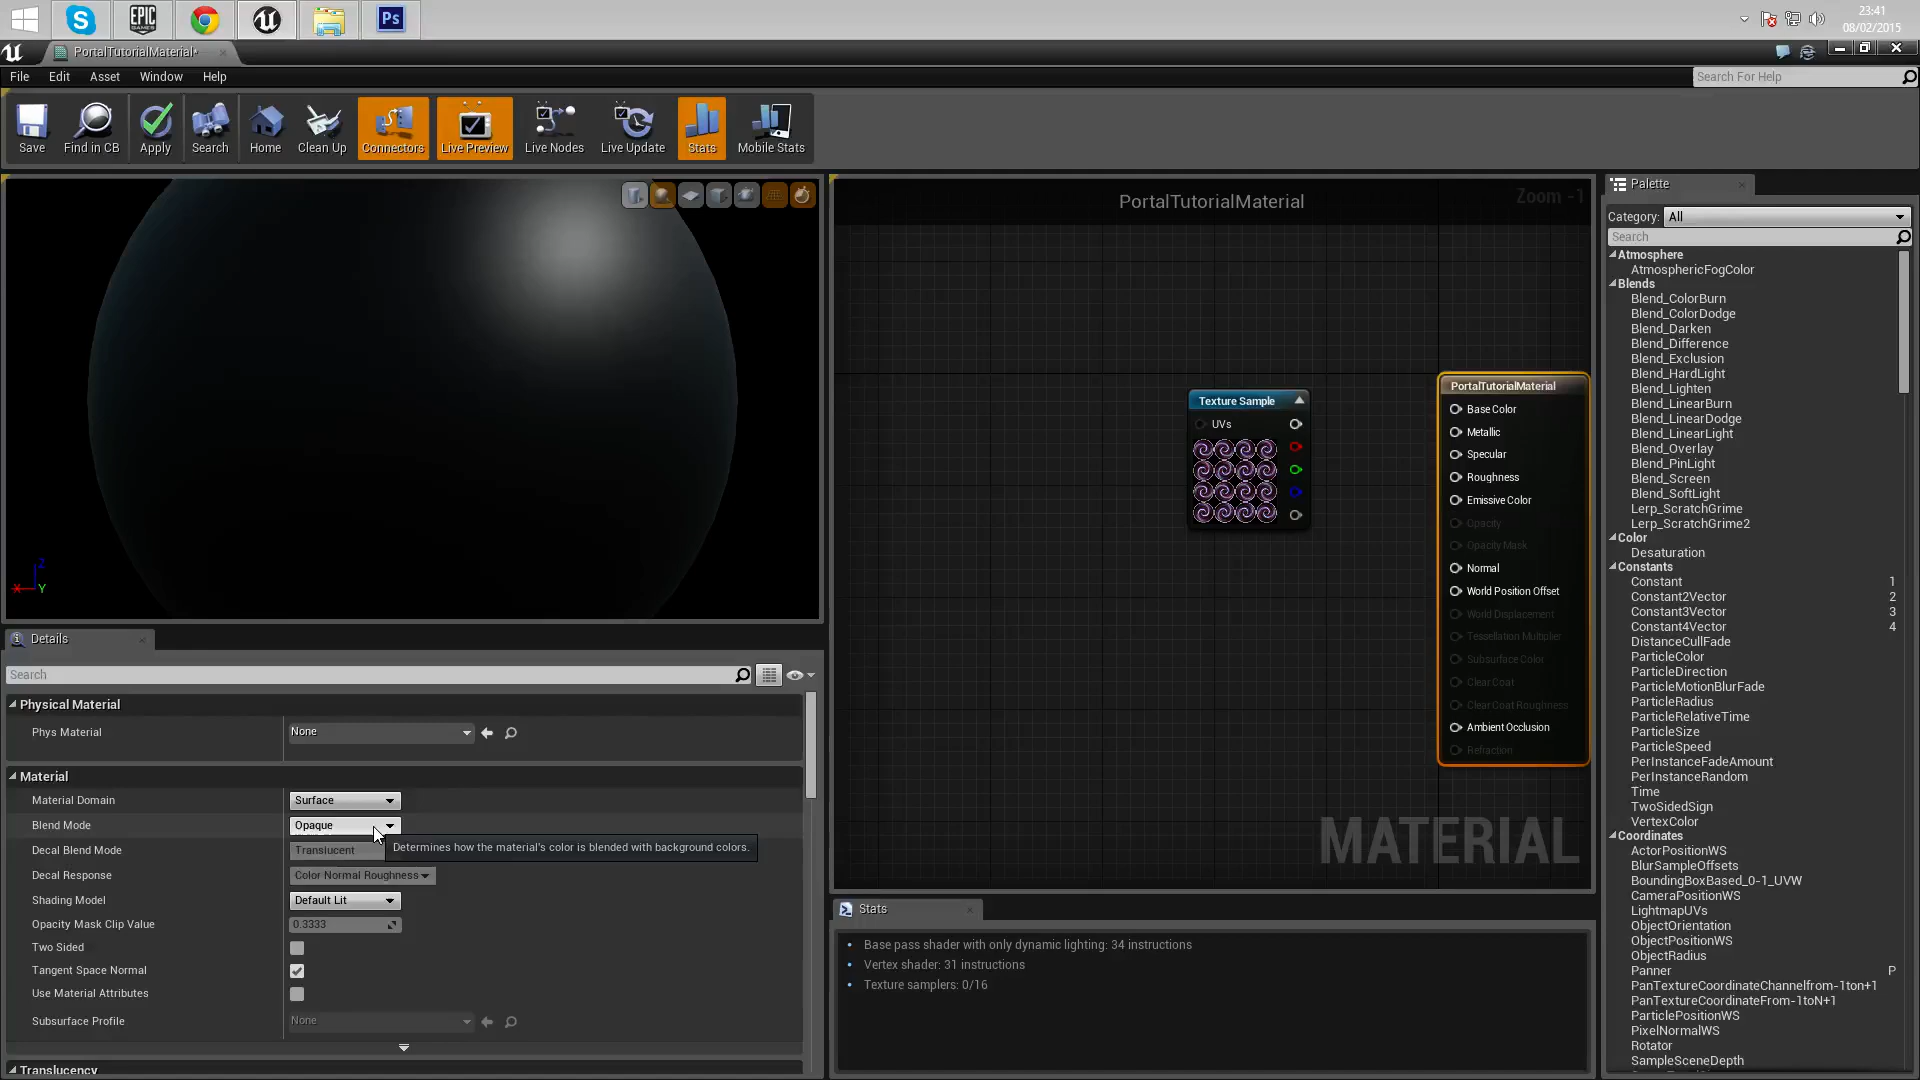 EPIC
GAMES
Ps
23:41
08/02/2015
PortalTutorialMaterial*
File Edit Asset Window Help
Search For Help
Save Find in CB Apply Search Home Clean Up Connectors Live Preview Live Nodes Live Update Stats Mobile Stats
PortalTutorialMaterial
Zoom -1
Texture Sample
UVs
PortalTutorialMaterial
Base Color
Metallic
Specular
Roughness
Emissive Color
Opacity
Opacity Mask
Normal
World Position Offset
World Displacement
Tessellation Multiplier
Subsurface Color
Clear Coat
Clear Coat Roughness
Ambient Occlusion
Refraction
MATERIAL
Z
X
Y
Details
Search
Physical Material
Phys Material None
Material
Material Domain Surface
Blend Mode Opaque
Determines how the material's color is blended with background colors.
Decal Blend Mode Translucent
Decal Response Color Normal Roughness
Shading Model Default Lit
Opacity Mask Clip Value 0.3333
Two Sided
Tangent Space Normal
Use Material Attributes
Subsurface Profile None
Translucency
Stats
Base pass shader with only dynamic lighting: 34 instructions
Vertex shader: 31 instructions
Texture samplers: 0/16
Palette
Category: All
Search
Atmosphere
AtmosphericFogColor
Blends
Blend_ColorBurn
Blend_ColorDodge
Blend_Darken
Blend_Difference
Blend_Exclusion
Blend_HardLight
Blend_Lighten
Blend_LinearBurn
Blend_LinearDodge
Blend_LinearLight
Blend_Overlay
Blend_PinLight
Blend_Screen
Blend_SoftLight
Lerp_ScratchGrime
Lerp_ScratchGrime2
Color
Desaturation
Constants
Constant 1
Constant2Vector 2
Constant3Vector 3
Constant4Vector 4
DistanceCullFade
ParticleColor
ParticleDirection
ParticleMotionBlurFade
ParticleRadius
ParticleRelativeTime
ParticleSize
ParticleSpeed
PerInstanceFadeAmount
PerInstanceRandom
Time
TwoSidedSign
VertexColor
Coordinates
ActorPositionWS
BlurSampleOffsets
BoundingBoxBased_0-1_UVW
CameraPositionWS
LightmapUVs
ObjectOrientation
ObjectPositionWS
ObjectRadius
Panner P
PanTextureCoordinateChannelfrom-1ton+1
PanTextureCoordinateFrom-1toN+1
ParticlePositionWS
PixelNormalWS
Rotator
SampleSceneDepth